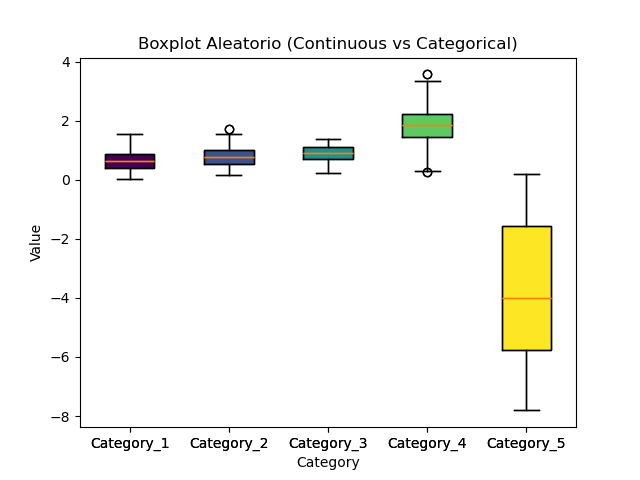 Boxplot Aleatorio (Continuous vs Categorical)
4
2
0
−2
−4
−6
−8
Value
Category_1 Category_2 Category_3 Category_4 Category_5
Category